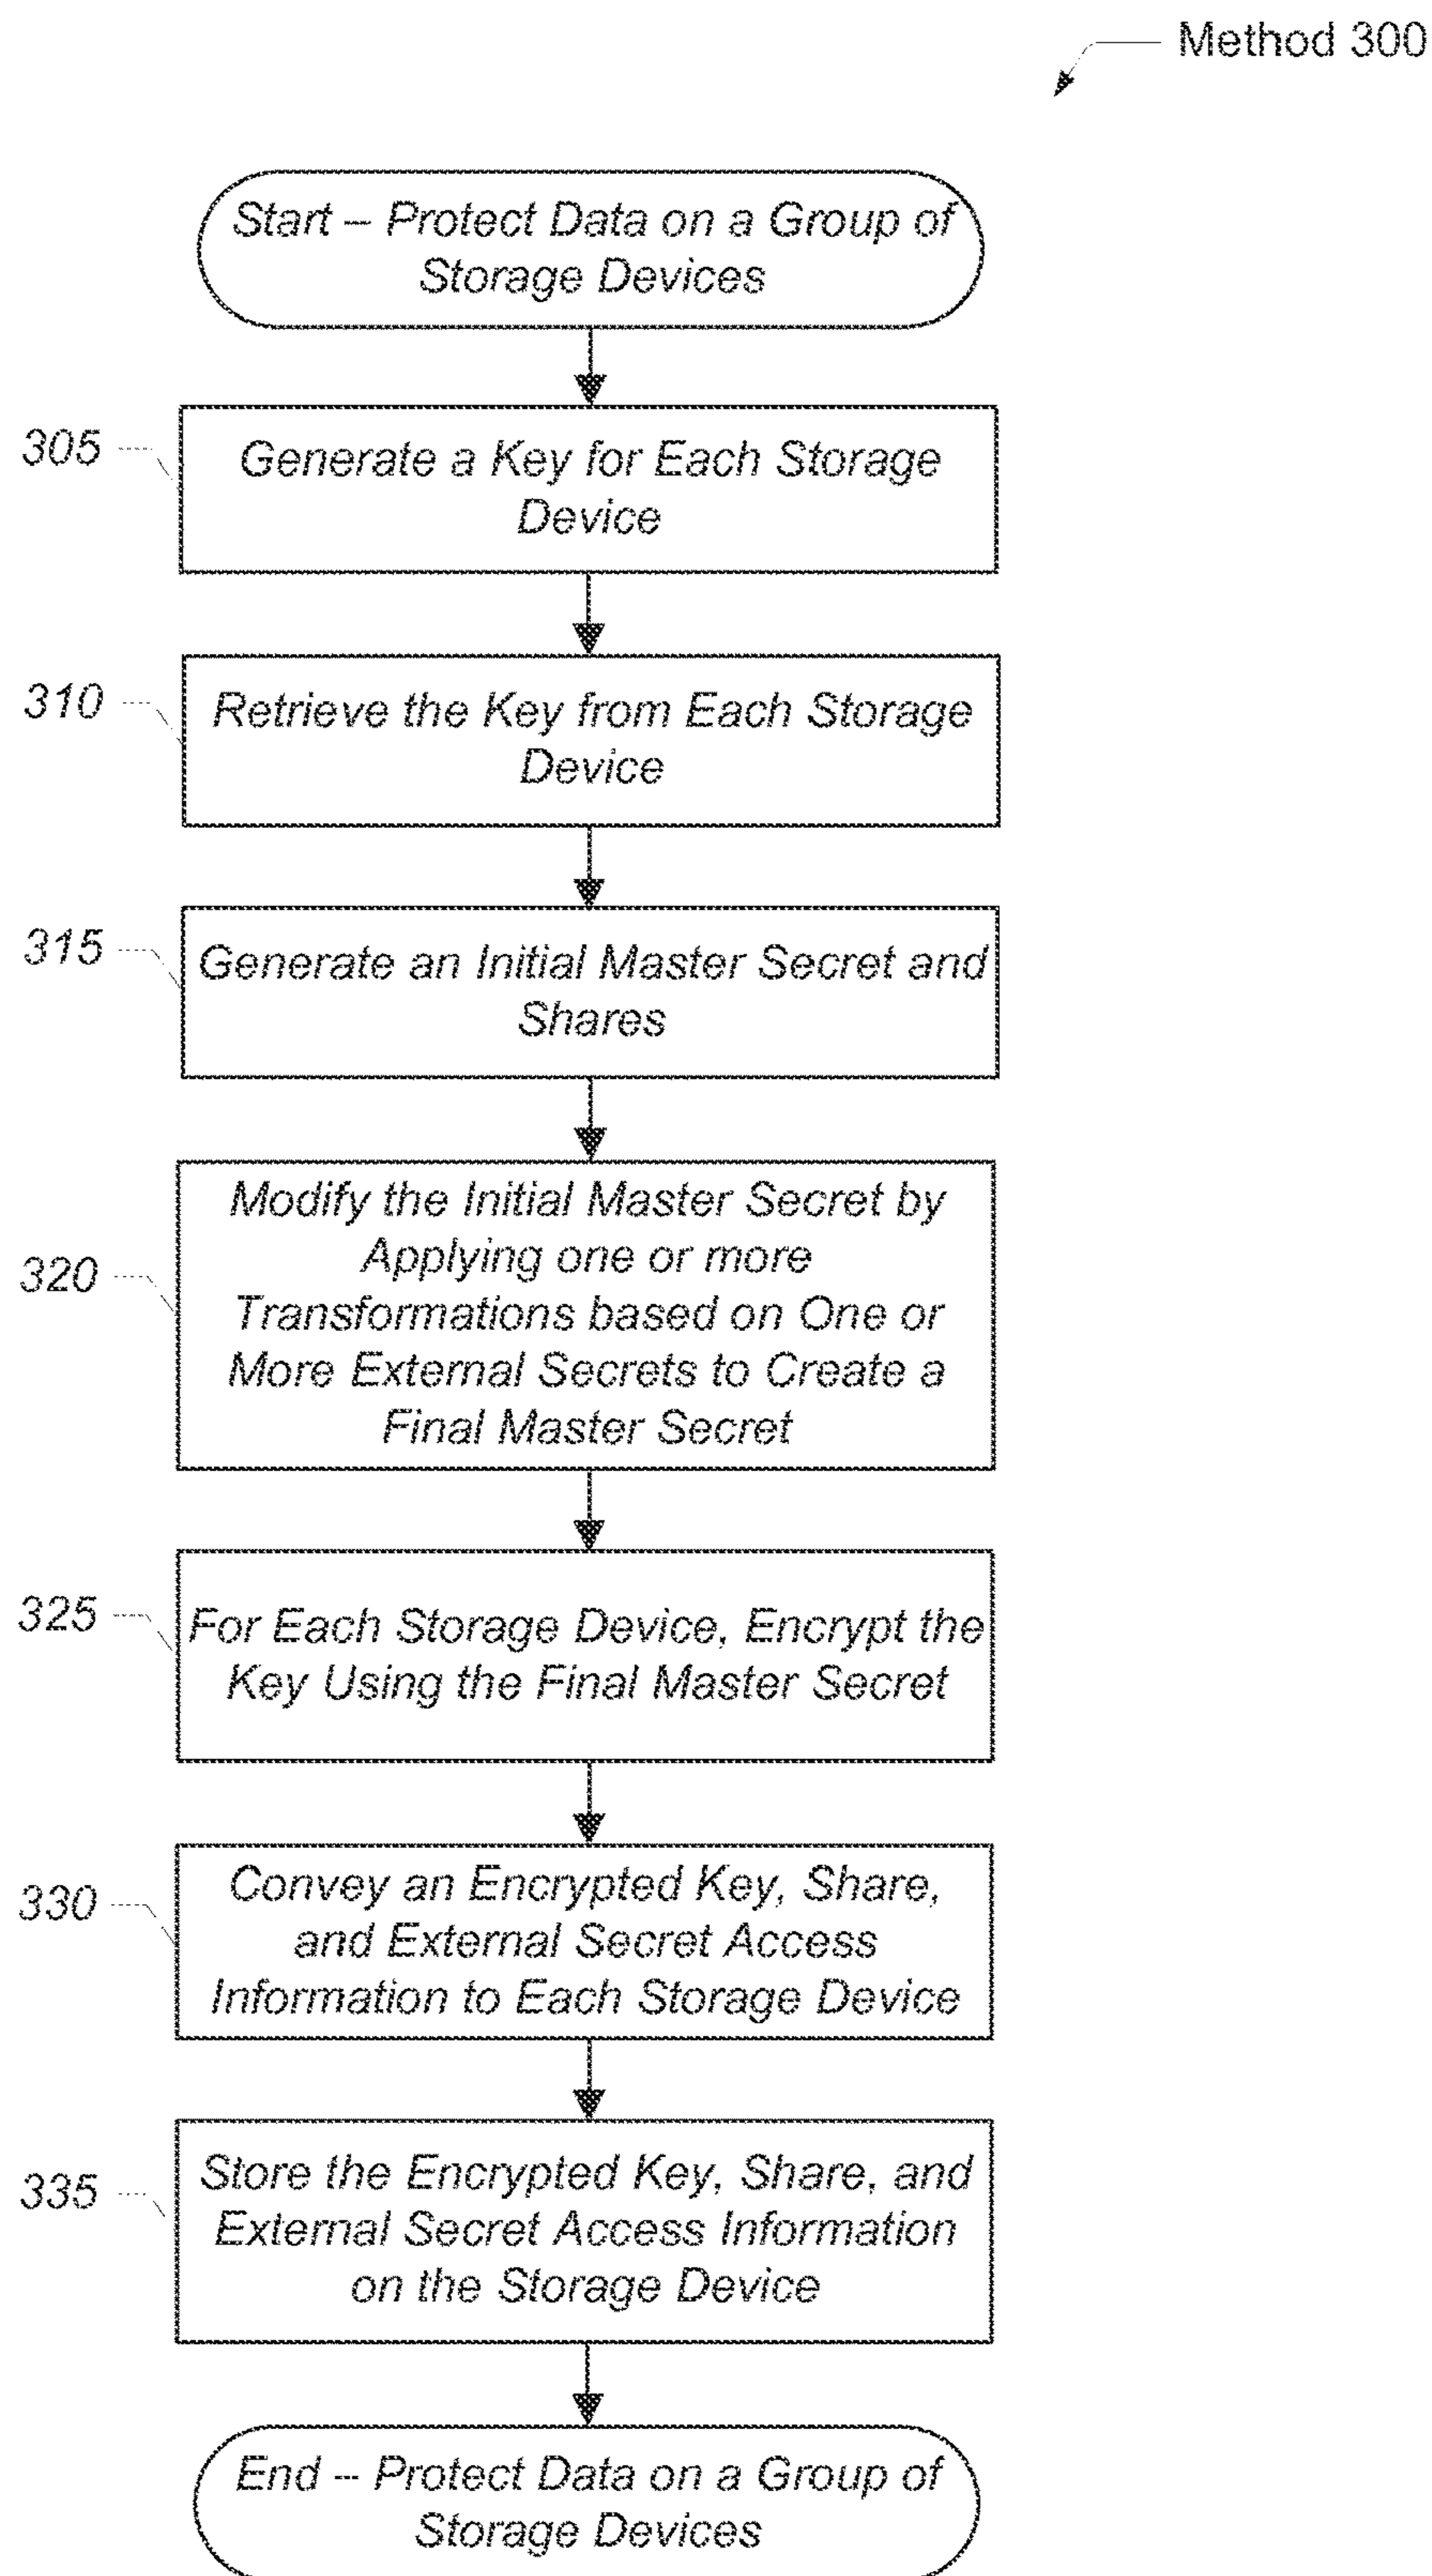 Method 300
Start – Protect Data on a Group of
Storage Devices
305
Generate a Key for Each Storage
Device
310
Retrieve the Key from Each Storage
Device
315
Generate an Initial Master Secret and
Shares
320
Modify the Initial Master Secret by
Applying one or more
Transformations based on One or
More External Secrets to Create a
Final Master Secret
325
For Each Storage Device, Encrypt the
Key Using the Final Master Secret
330
Convey an Encrypted Key, Share,
and External Secret Access
Information to Each Storage Device
335
Store the Encrypted Key, Share, and
External Secret Access Information
on the Storage Device
End -- Protect Data on a Group of
Storage Devices